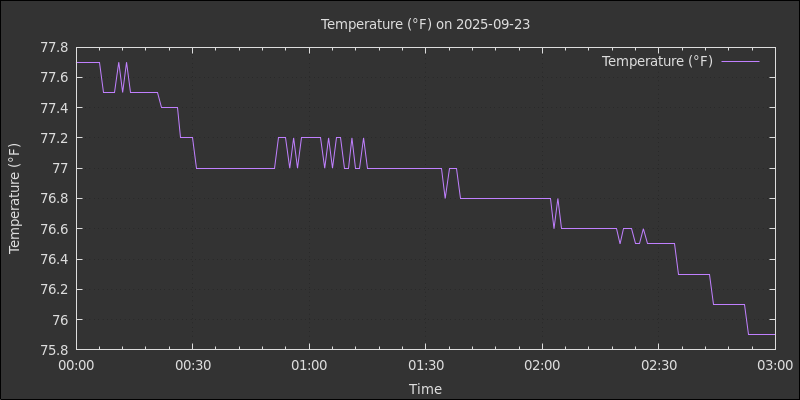 Temperature (°F) on 2025-09-23
Temperature (°F)
77.8
77.6
77.4
77.2
77
76.8
76.6
76.4
76.2
76
75.8
Temperature (°F)
00:00 00:30 01:00 01:30 02:00 02:30 03:00
Time